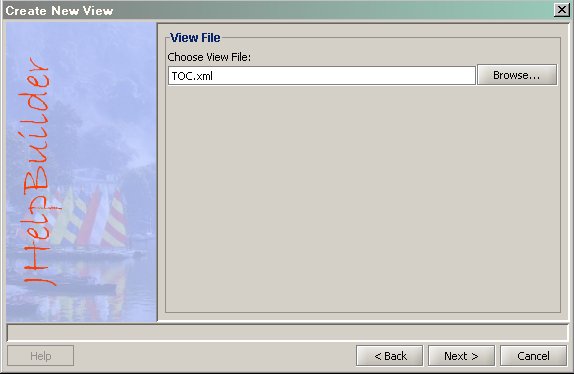 Create New View
JHelpBuilder
View File
Choose View File:
TOC.xml
Browse...
Help
< Back
Next >
Cancel